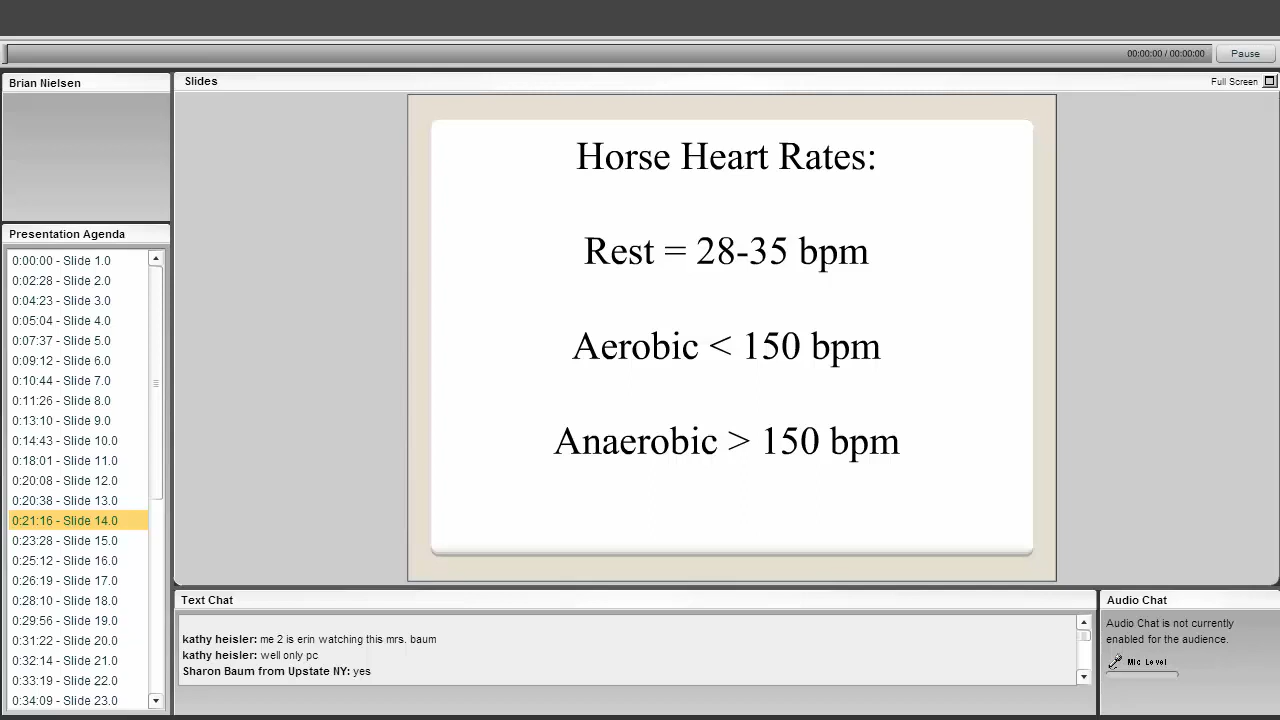 00:00:00 / 00:00:00
Pause
Brian Nielsen
Slides
Full Screen
Horse Heart Rates:
Rest = 28-35 bpm
Aerobic < 150 bpm
Anaerobic > 150 bpm
Presentation Agenda
0:00:00 - Slide 1.0
0:02:28 - Slide 2.0
0:04:23 - Slide 3.0
0:05:04 - Slide 4.0
0:07:37 - Slide 5.0
0:09:12 - Slide 6.0
0:10:44 - Slide 7.0
0:11:26 - Slide 8.0
0:13:10 - Slide 9.0
0:14:43 - Slide 10.0
0:18:01 - Slide 11.0
0:20:08 - Slide 12.0
0:20:38 - Slide 13.0
0:21:16 - Slide 14.0
0:23:28 - Slide 15.0
0:25:12 - Slide 16.0
0:26:19 - Slide 17.0
0:28:10 - Slide 18.0
0:29:56 - Slide 19.0
0:31:22 - Slide 20.0
0:32:14 - Slide 21.0
0:33:19 - Slide 22.0
0:34:09 - Slide 23.0
Text Chat
kathy heisler: me 2 is erin watching this mrs. baum
kathy heisler: well only pc
Sharon Baum from Upstate NY: yes
Audio Chat
Audio Chat is not currently
enabled for the audience.
Mic Level